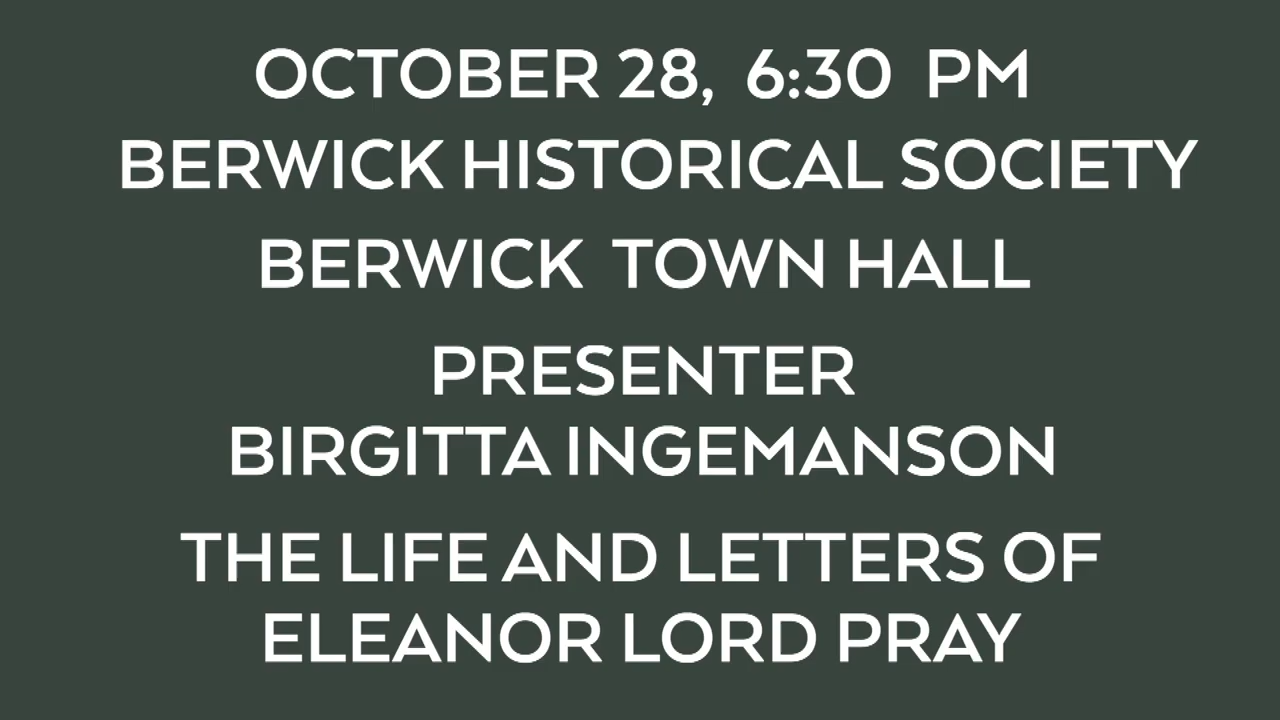 OCTOBER 28, 6:30 PM
BERWICK HISTORICAL SOCIETY
BERWICK TOWN HALL
PRESENTER
BIRGITTA INGEMANSON
THE LIFE AND LETTERS OF
ELEANOR LORD PRAY